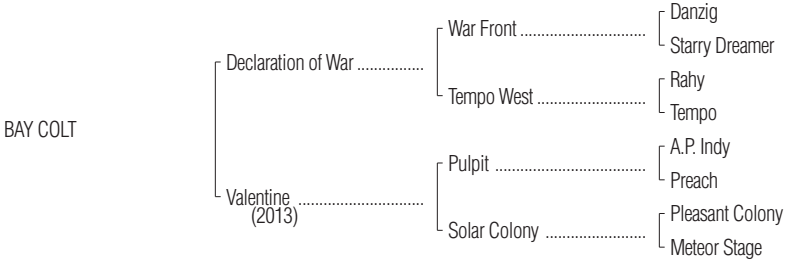 Danzig
War Front ..............................
Starry Dreamer
Declaration of War ................
Rahy
Tempo West ..........................
Tempo
BAY COLT
A.P. Indy
Pulpit ....................................
Preach
Valentine ..............................
(2013)
Pleasant Colony
Solar Colony ........................
Meteor Stage